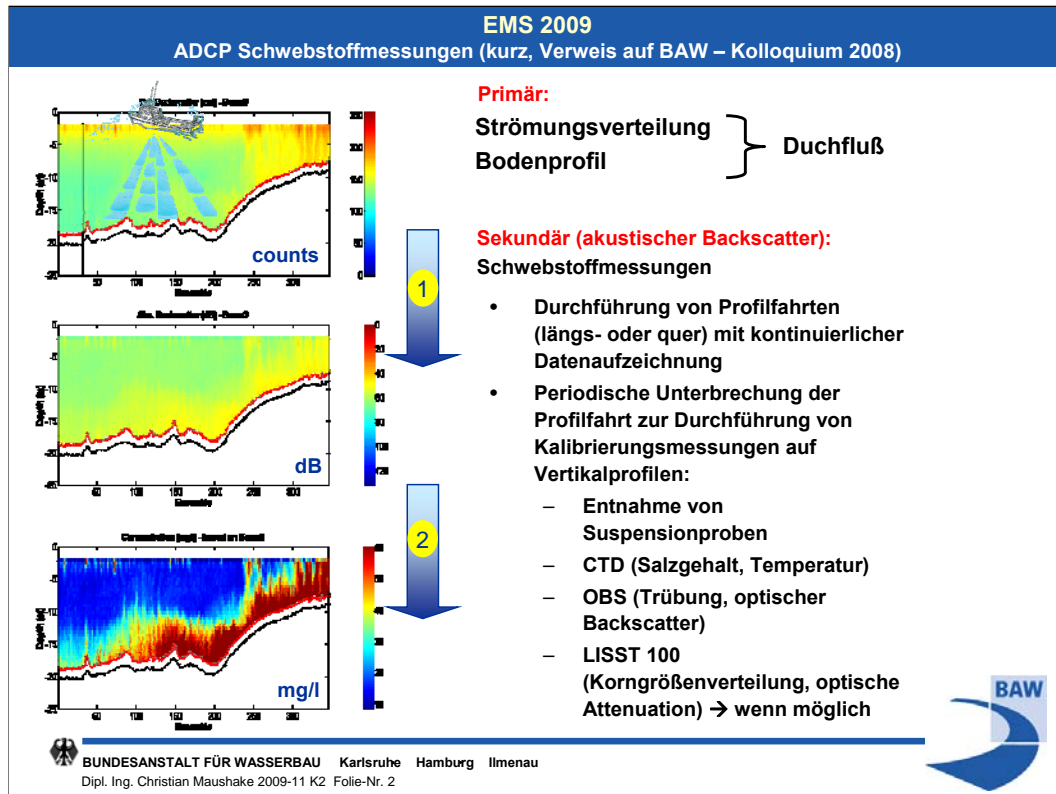 EMS 2009
ADCP Schwebstoffmessungen (kurz, Verweis auf BAW – Kolloquium 2008)
counts
1
dB
2
mg/l
Primär:
Strömungsverteilung
Bodenprofil
Duchfluß
Sekundär (akustischer Backscatter):
Schwebstoffmessungen
• Durchführung von Profilfahrten
(längs- oder quer) mit kontinuierlicher
Datenaufzeichnung
• Periodische Unterbrechung der
Profilfahrt zur Durchführung von
Kalibrierungsmessungen auf
Vertikalprofilen:
– Entnahme von
Suspensionproben
– CTD (Salzgehalt, Temperatur)
– OBS (Trübung, optischer
Backscatter)
– LISST 100
(Korngrößenverteilung, optische
Attenuation) → wenn möglich
BAW
BUNDESANSTALT FÜR WASSERBAU Karlsruhe Hamburg Ilmenau
Dipl. Ing. Christian Maushake 2009-11 K2 Folie-Nr. 2